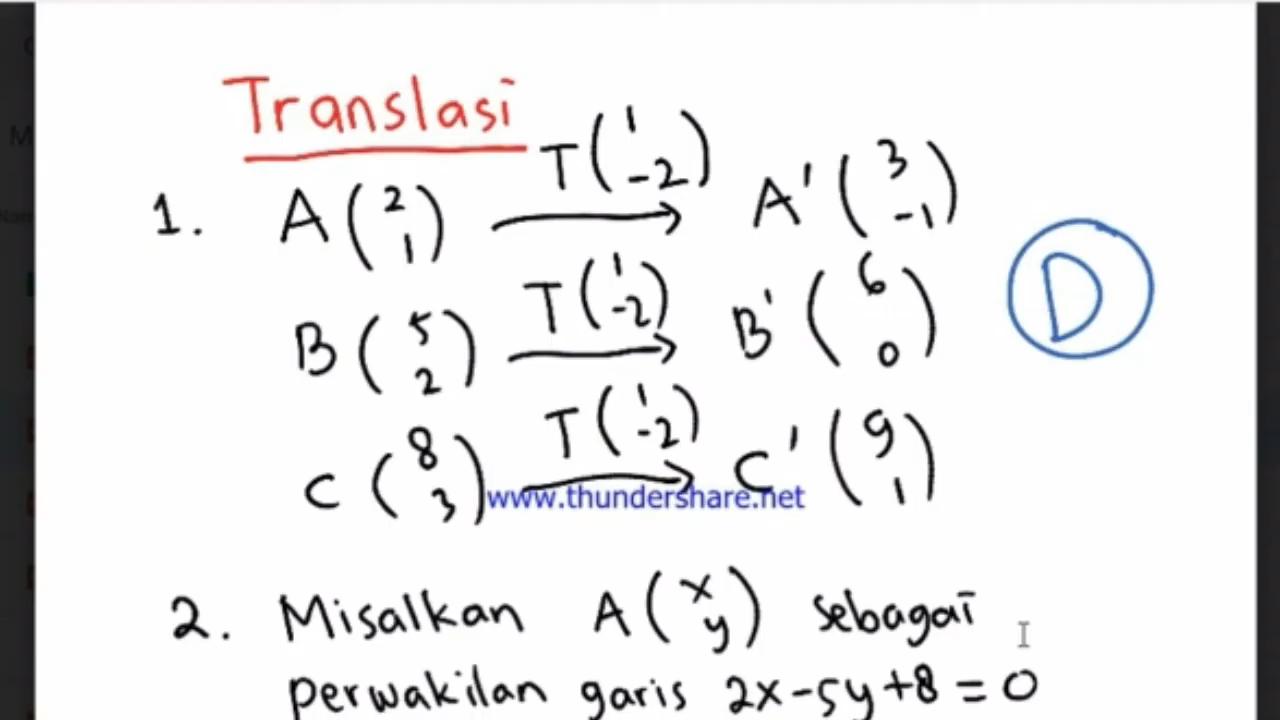 Translasi
1. A(2 1) T(1 -2) → A'(3 -1)
B(5 2) T(1 -2) → B'(6 0)
D
C(8 3) T(1 -2) → C'(9 1)
www.thundershare.net
2. Misalkan A(x y) sebagai
perwakilan garis 2x-5y+8=0